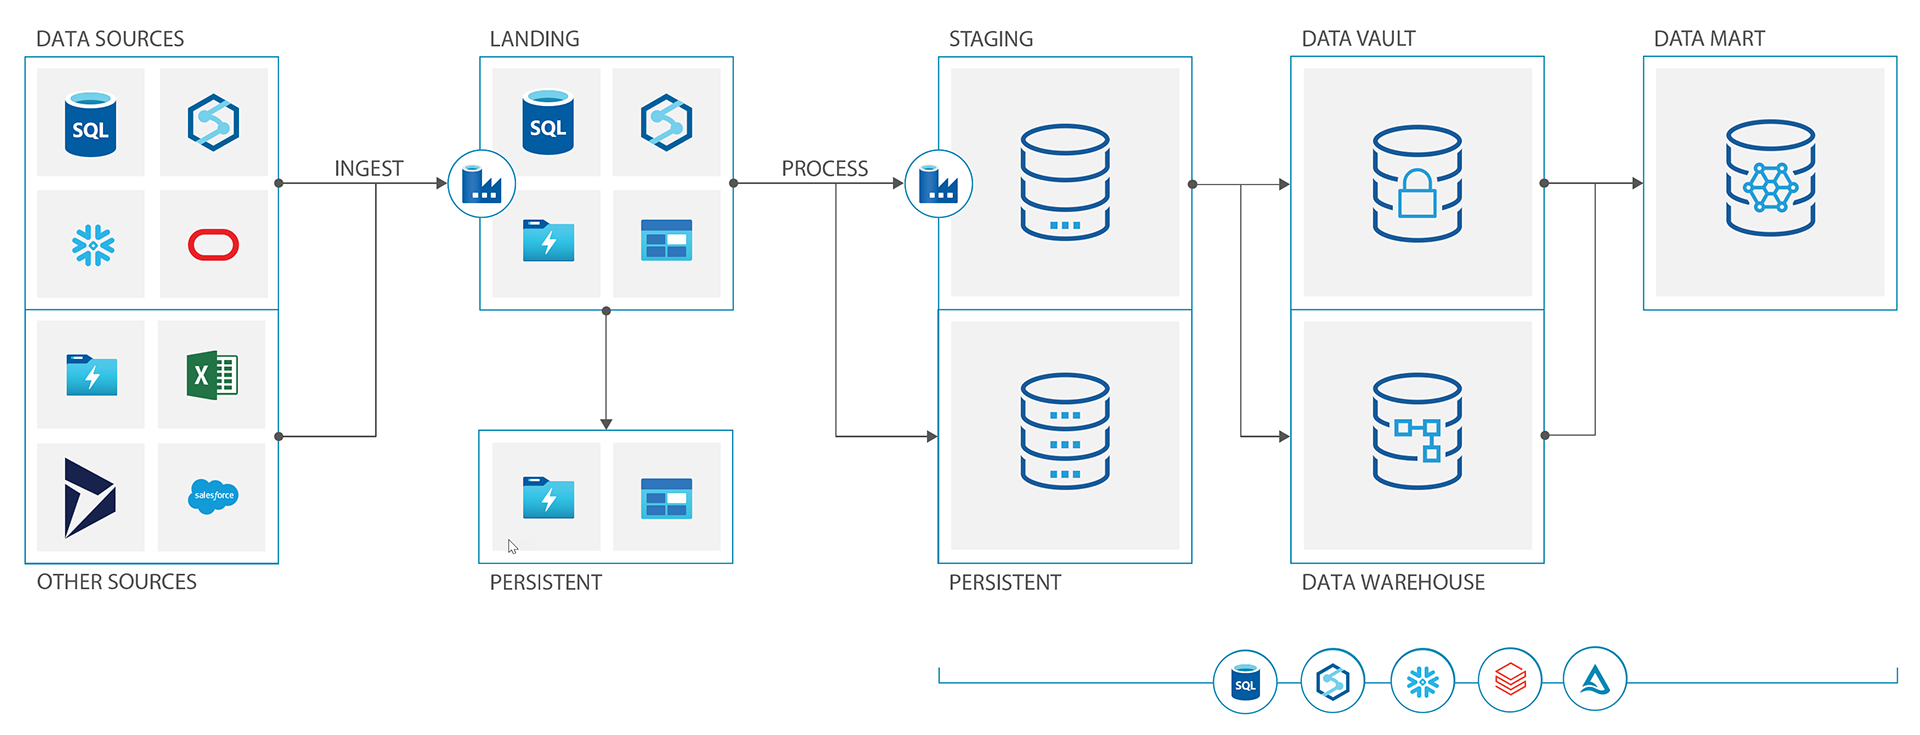 DATA SOURCES
LANDING
STAGING
DATA VAULT
DATA MART
SQL
SQL
INGEST
PROCESS
X
salesforce
OTHER SOURCES
PERSISTENT
PERSISTENT
DATA WAREHOUSE
SQL